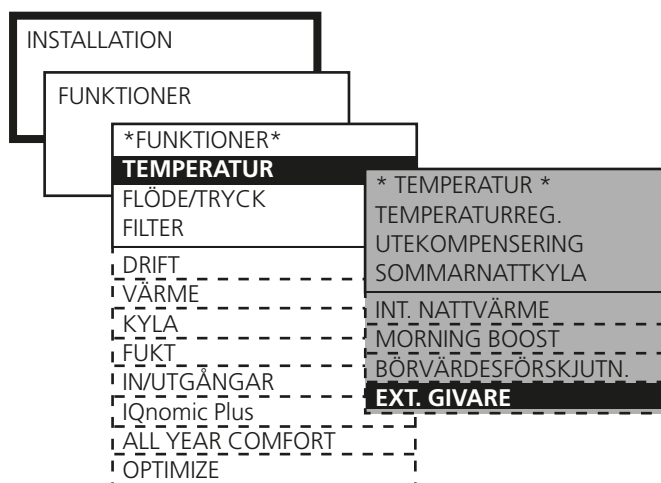 INSTALLATION
FUNKTIONER
*FUNKTIONER*
TEMPERATUR
FLÖDE/TRYCK
FILTER
DRIFT
VÄRME
KYLA
FUKT
IN/UTGÅNGAR
IQnomic Plus
ALL YEAR COMFORT
OPTIMIZE
* TEMPERATUR *
TEMPERATURREG.
UTEKOMPENSERING
SOMMARNATTKYLA
INT. NATTVÄRME
MORNING BOOST
BÖRVÄRDESFÖRSKJUTN.
EXT. GIVARE